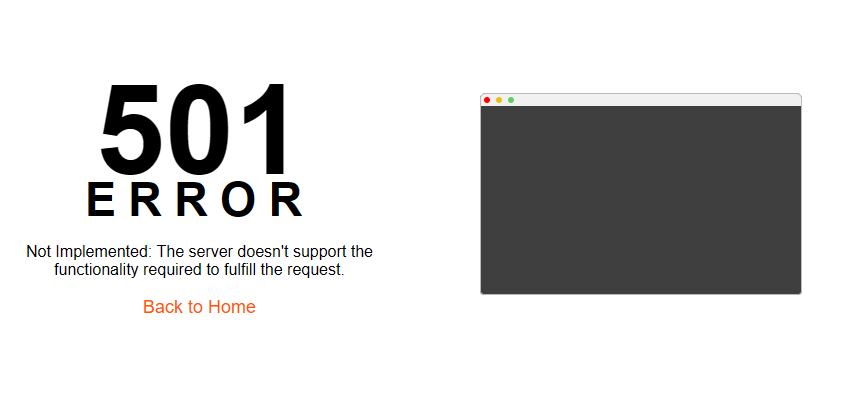 501
ERROR
Not Implemented: The server doesn't support the
functionality required to fulfill the request.
Back to Home